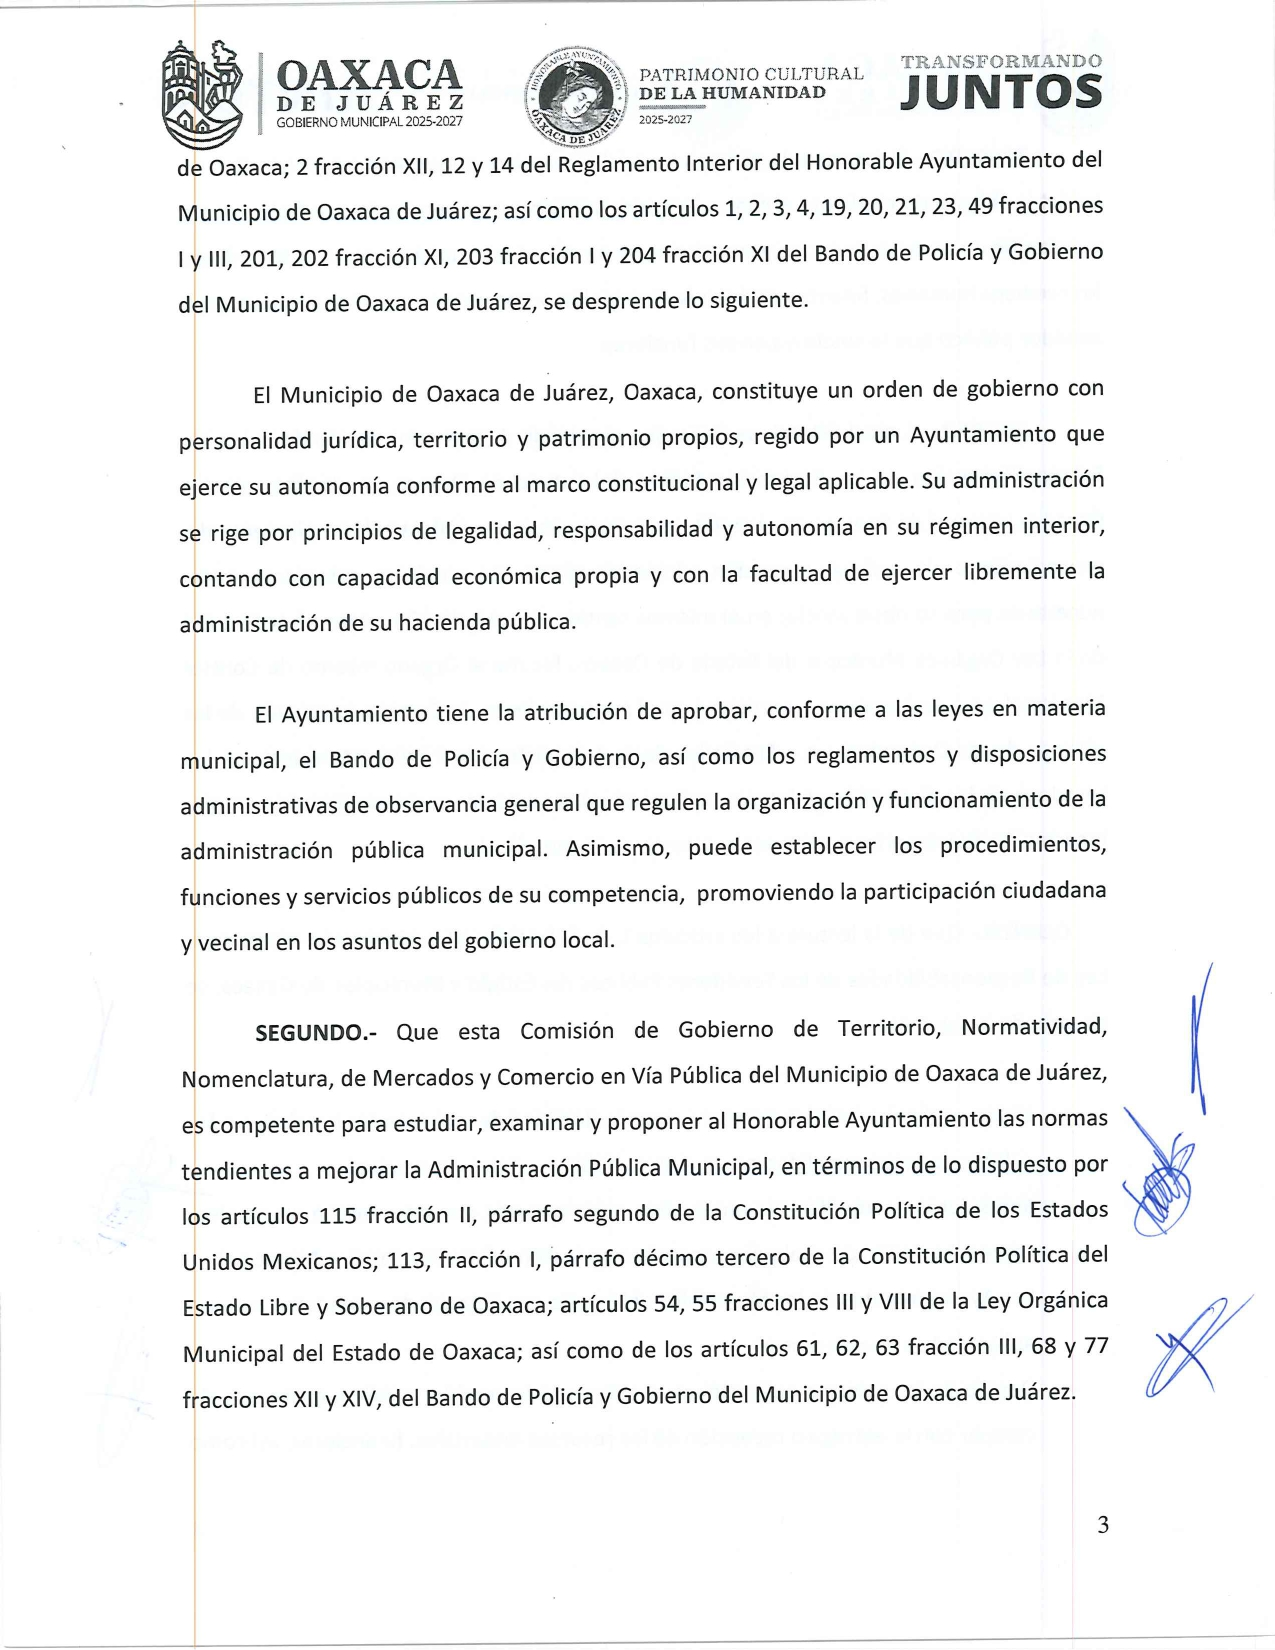 OAXACA
DE JUÁREZ
GOBIERNO MUNICIPAL 2025-2027
HONORABLE AYUNTAMIENTO
OAXACA DE JUÁREZ
PATRIMONIO CULTURAL
DE LA HUMANIDAD
2025-2027
TRANSFORMANDO
JUNTOS
de Oaxaca; 2 fracción XII, 12 y 14 del Reglamento Interior del Honorable Ayuntamiento del
Municipio de Oaxaca de Juárez; así como los artículos 1, 2, 3, 4, 19, 20, 21, 23, 49 fracciones
I y III, 201, 202 fracción XI, 203 fracción I y 204 fracción XI del Bando de Policía y Gobierno
del Municipio de Oaxaca de Juárez, se desprende lo siguiente.
El Municipio de Oaxaca de Juárez, Oaxaca, constituye un orden de gobierno con
personalidad jurídica, territorio y patrimonio propios, regido por un Ayuntamiento que
ejerce su autonomía conforme al marco constitucional y legal aplicable. Su administración
se rige por principios de legalidad, responsabilidad y autonomía en su régimen interior,
contando con capacidad económica propia y con la facultad de ejercer libremente la
administración de su hacienda pública.
El Ayuntamiento tiene la atribución de aprobar, conforme a las leyes en materia
municipal, el Bando de Policía y Gobierno, así como los reglamentos y disposiciones
administrativas de observancia general que regulen la organización y funcionamiento de la
administración pública municipal. Asimismo, puede establecer los procedimientos,
funciones y servicios públicos de su competencia, promoviendo la participación ciudadana
y vecinal en los asuntos del gobierno local.
SEGUNDO.- Que esta Comisión de Gobierno de Territorio, Normatividad,
Nomenclatura, de Mercados y Comercio en Vía Pública del Municipio de Oaxaca de Juárez,
es competente para estudiar, examinar y proponer al Honorable Ayuntamiento las normas
tendientes a mejorar la Administración Pública Municipal, en términos de lo dispuesto por
los artículos 115 fracción II, párrafo segundo de la Constitución Política de los Estados
Unidos Mexicanos; 113, fracción I, párrafo décimo tercero de la Constitución Política del
Estado Libre y Soberano de Oaxaca; artículos 54, 55 fracciones III y VIII de la Ley Orgánica
Municipal del Estado de Oaxaca; así como de los artículos 61, 62, 63 fracción III, 68 y 77
fracciones XII y XIV, del Bando de Policía y Gobierno del Municipio de Oaxaca de Juárez.
3